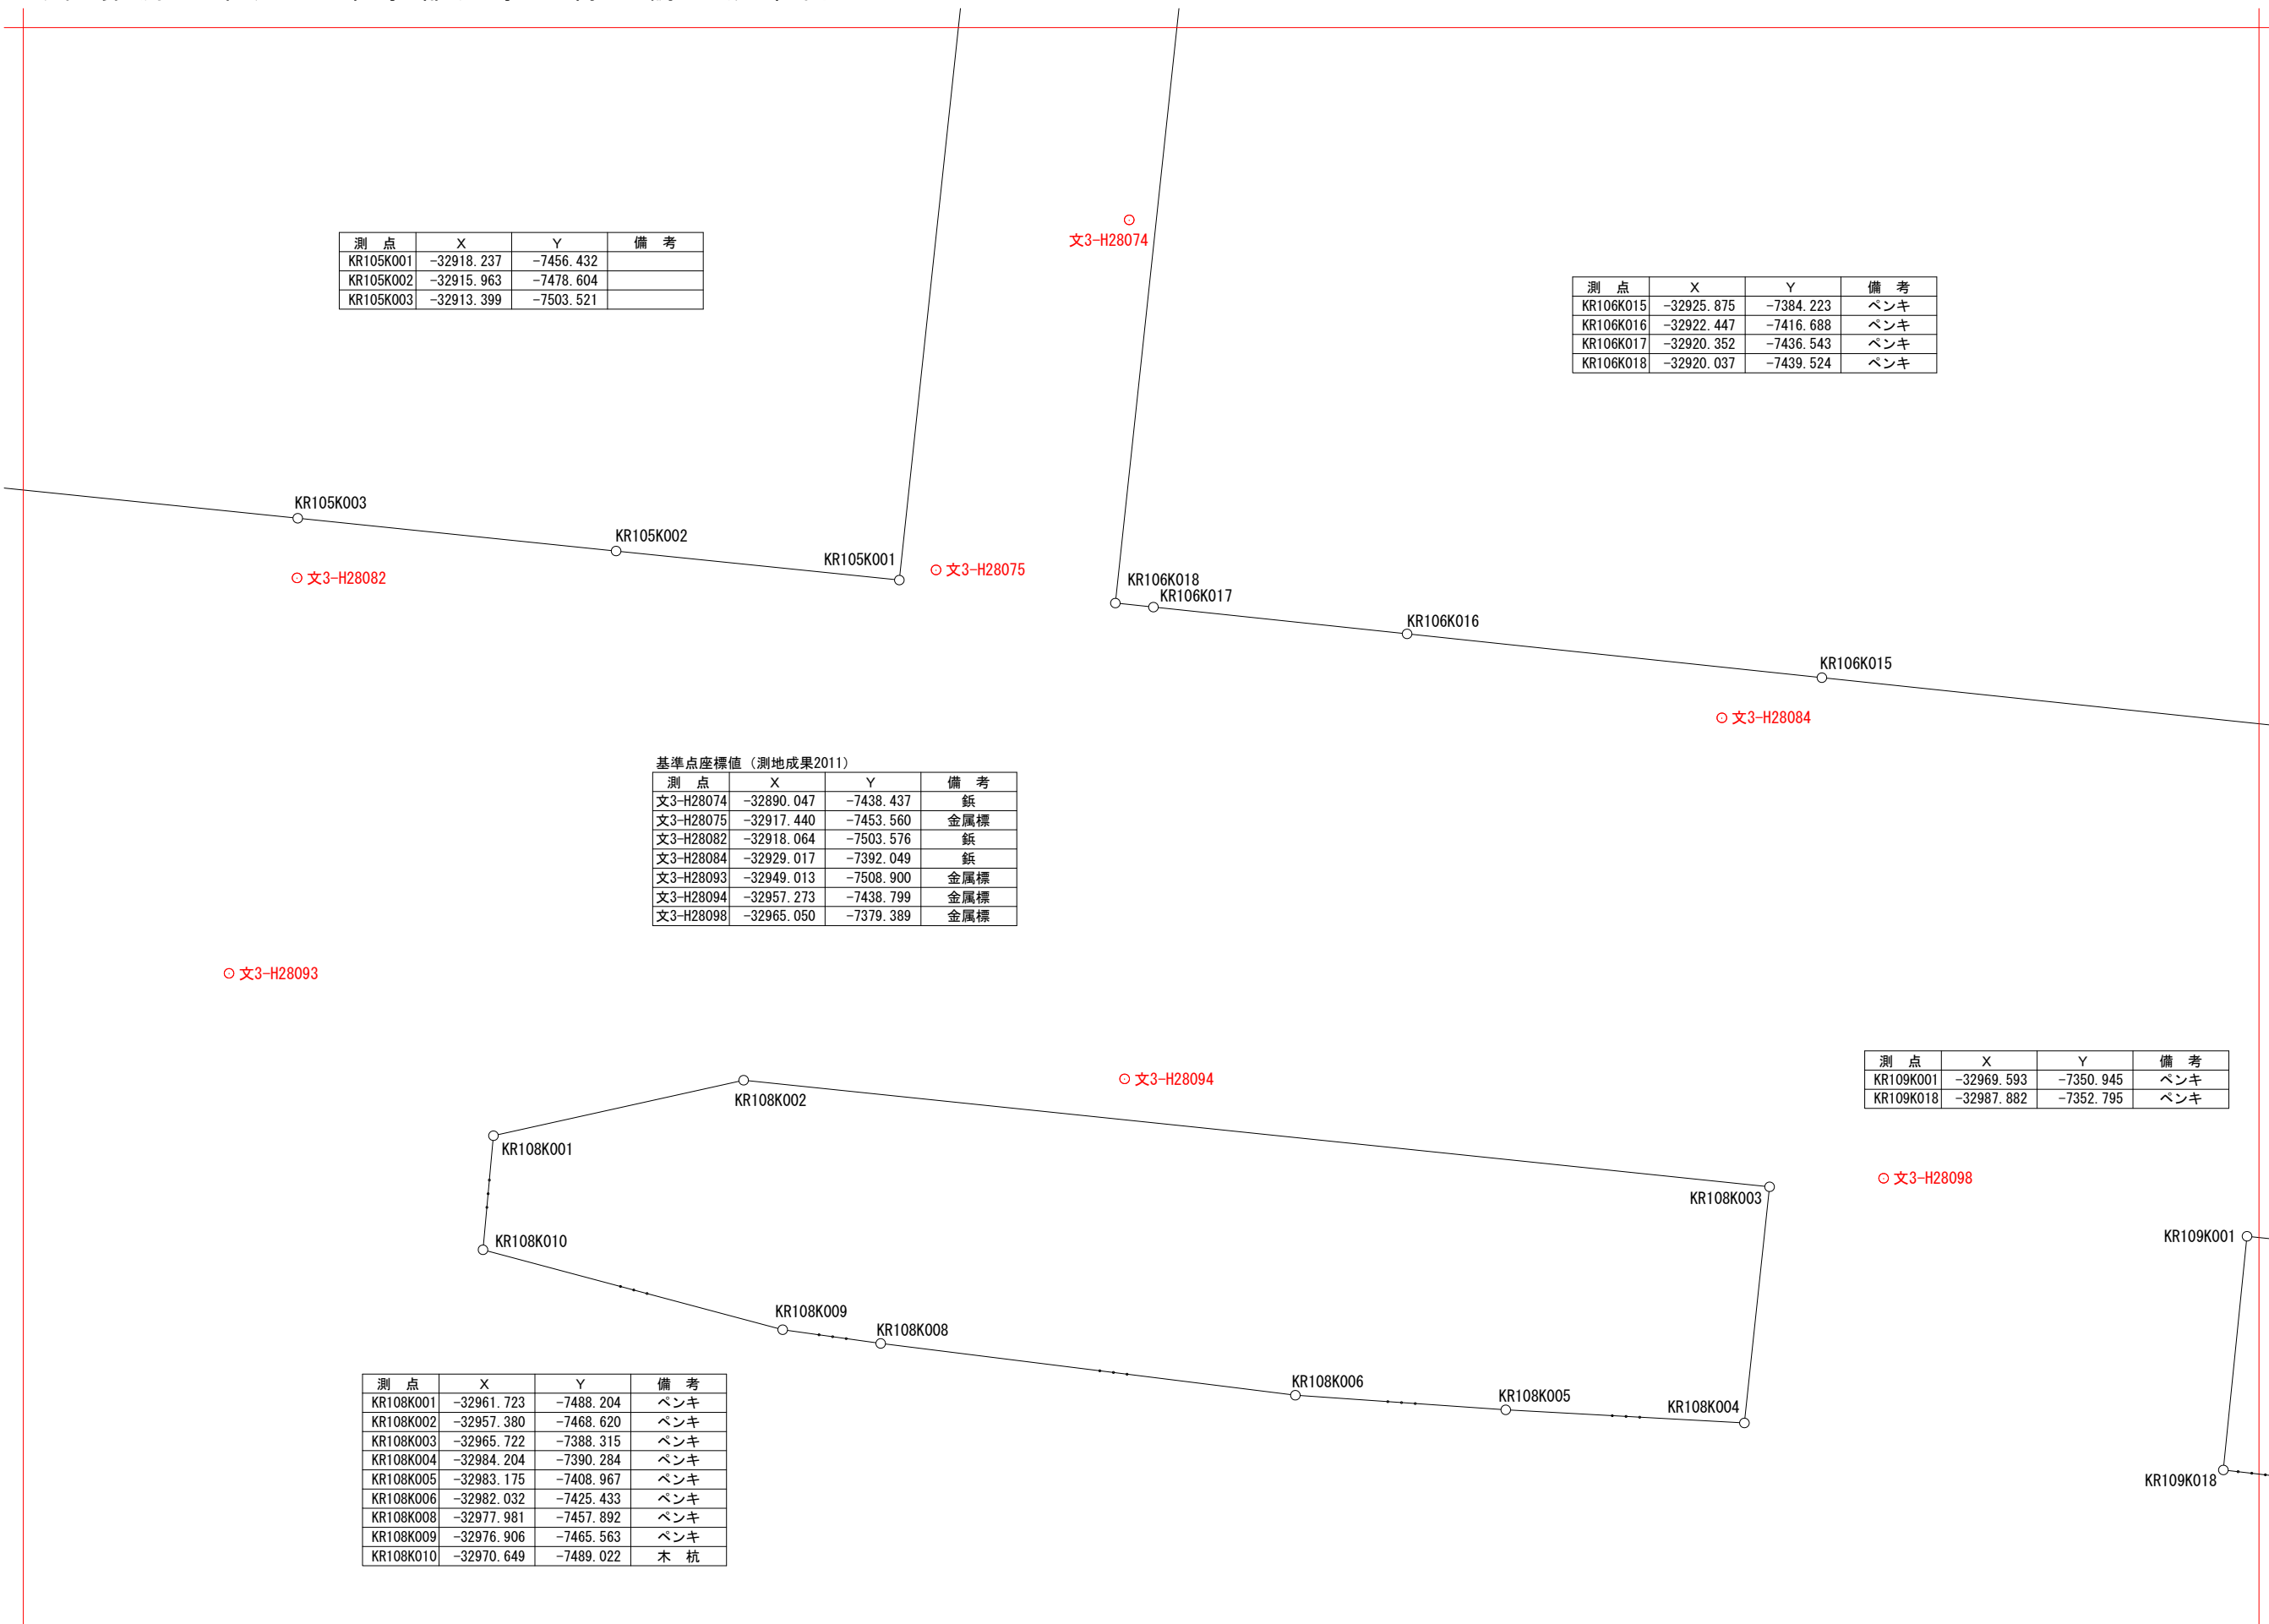 文3-H28074
測 点 X Y 備 考
KR105K001 -32918.237 -7456.432
KR105K002 -32915.963 -7478.604
KR105K003 -32913.399 -7503.521
測 点 X Y 備 考
KR106K015 -32925.875 -7384.223 ペンキ
KR106K016 -32922.447 -7416.688 ペンキ
KR106K017 -32920.352 -7436.543 ペンキ
KR106K018 -32920.037 -7439.524 ペンキ
KR105K003
KR105K002
KR105K001
文3-H28082
文3-H28075
KR106K018
KR106K017
KR106K016
KR106K015
文3-H28084
基準点座標値（測地成果2011）
測 点 X Y 備 考
文3-H28074 -32890.047 -7438.437 鋲
文3-H28075 -32917.440 -7453.560 金属標
文3-H28082 -32918.064 -7503.576 鋲
文3-H28084 -32929.017 -7392.049 鋲
文3-H28093 -32949.013 -7508.900 金属標
文3-H28094 -32957.273 -7438.799 金属標
文3-H28098 -32965.050 -7379.389 金属標
文3-H28093
文3-H28094
測 点 X Y 備 考
KR109K001 -32969.593 -7350.945 ペンキ
KR109K018 -32987.882 -7352.795 ペンキ
KR108K002
KR108K001
文3-H28098
KR108K003
KR109K001
KR108K010
KR108K009
KR108K008
KR108K006
KR108K005
KR108K004
KR109K018
測 点 X Y 備 考
KR108K001 -32961.723 -7488.204 ペンキ
KR108K002 -32957.380 -7468.620 ペンキ
KR108K003 -32965.722 -7388.315 ペンキ
KR108K004 -32984.204 -7390.284 ペンキ
KR108K005 -32983.175 -7408.967 ペンキ
KR108K006 -32982.032 -7425.433 ペンキ
KR108K008 -32977.981 -7457.892 ペンキ
KR108K009 -32976.906 -7465.563 ペンキ
KR108K010 -32970.649 -7489.022 木 杭